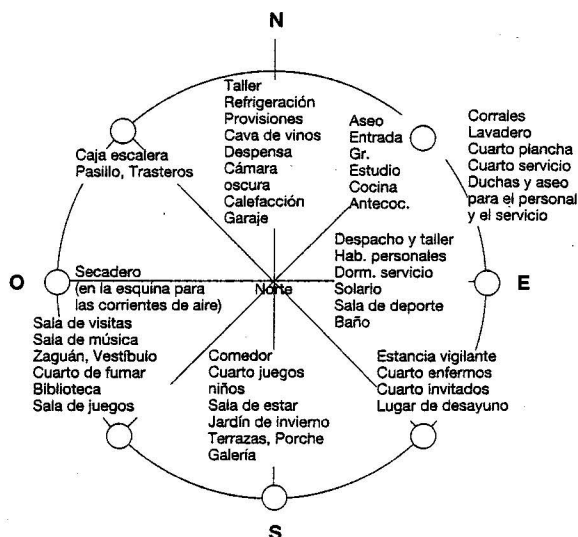 N
Taller
Refrigeración
Provisiones
Cava de vinos
Despensa
Cámara
oscura
Calefacción
Garaje
Aseo
Entrada
Gr.
Estudio
Cocina
Antecoc.
Corrales
Lavadero
Cuarto plancha
Cuarto servicio
Duchas y aseo
para el personal
y el servicio
Caja escalera
Pasillo, Trasteros
Despacho y taller
Hab. personales
Dorm. servicio
Solario
Sala de deporte
Baño
O
Secadero
(en la esquina para
las corrientes de aire)
Norte
E
Sala de visitas
Sala de música
Zaguán, Vestíbulo
Cuarto de fumar
Biblioteca
Sala de juegos
Comedor
Cuarto juegos
niños
Sala de estar
Jardín de invierno
Terrazas, Porche
Galería
Estancia vigilante
Cuarto enfermos
Cuarto invitados
Lugar de desayuno
S